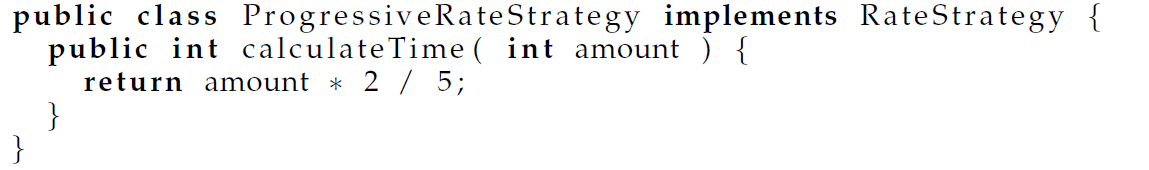 public class ProgressiveRateStrategy implements RateStrategy {
public int calculateTime( int amount ) {
return amount * 2 / 5;
}
}